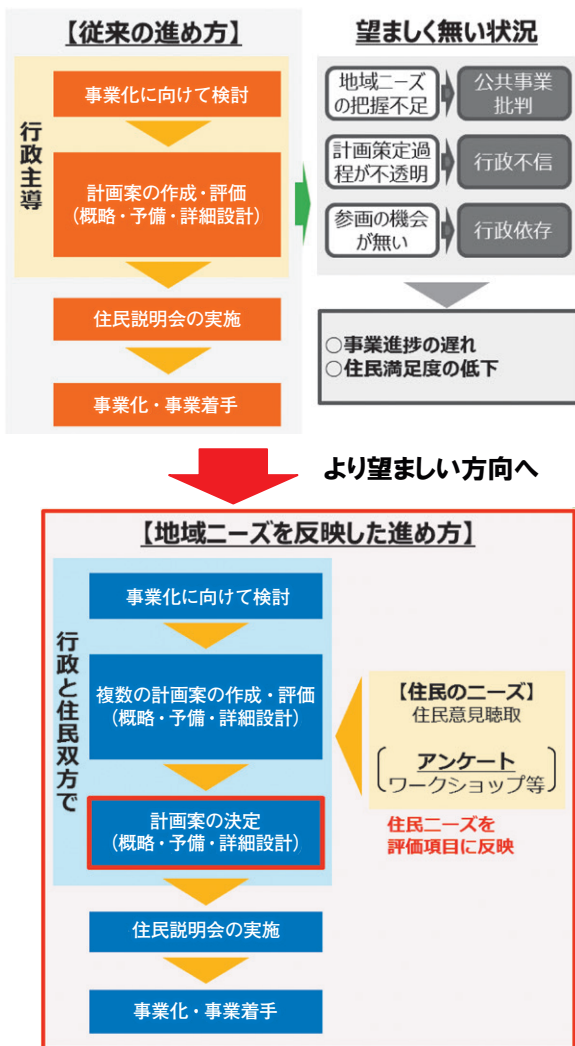 【従来の進め方】
行政主導
事業化に向けて検討
計画案の作成・評価
(概略・予備・詳細設計)
住民説明会の実施
事業化・事業着手
望ましく無い状況
地域ニーズ
の把握不足
公共事業
批判
計画策定過
程が不透明
行政不信
参画の機会
が無い
行政依存
○事業進捗の遅れ
○住民満足度の低下
より望ましい方向へ
【地域ニーズを反映した進め方】
行政と住民双方で
事業化に向けて検討
複数の計画案の作成・評価
(概略・予備・詳細設計)
計画案の決定
(概略・予備・詳細設計)
住民説明会の実施
事業化・事業着手
【住民のニーズ】
住民意見聴取
アンケート
ワークショップ等
住民ニーズを
評価項目に反映